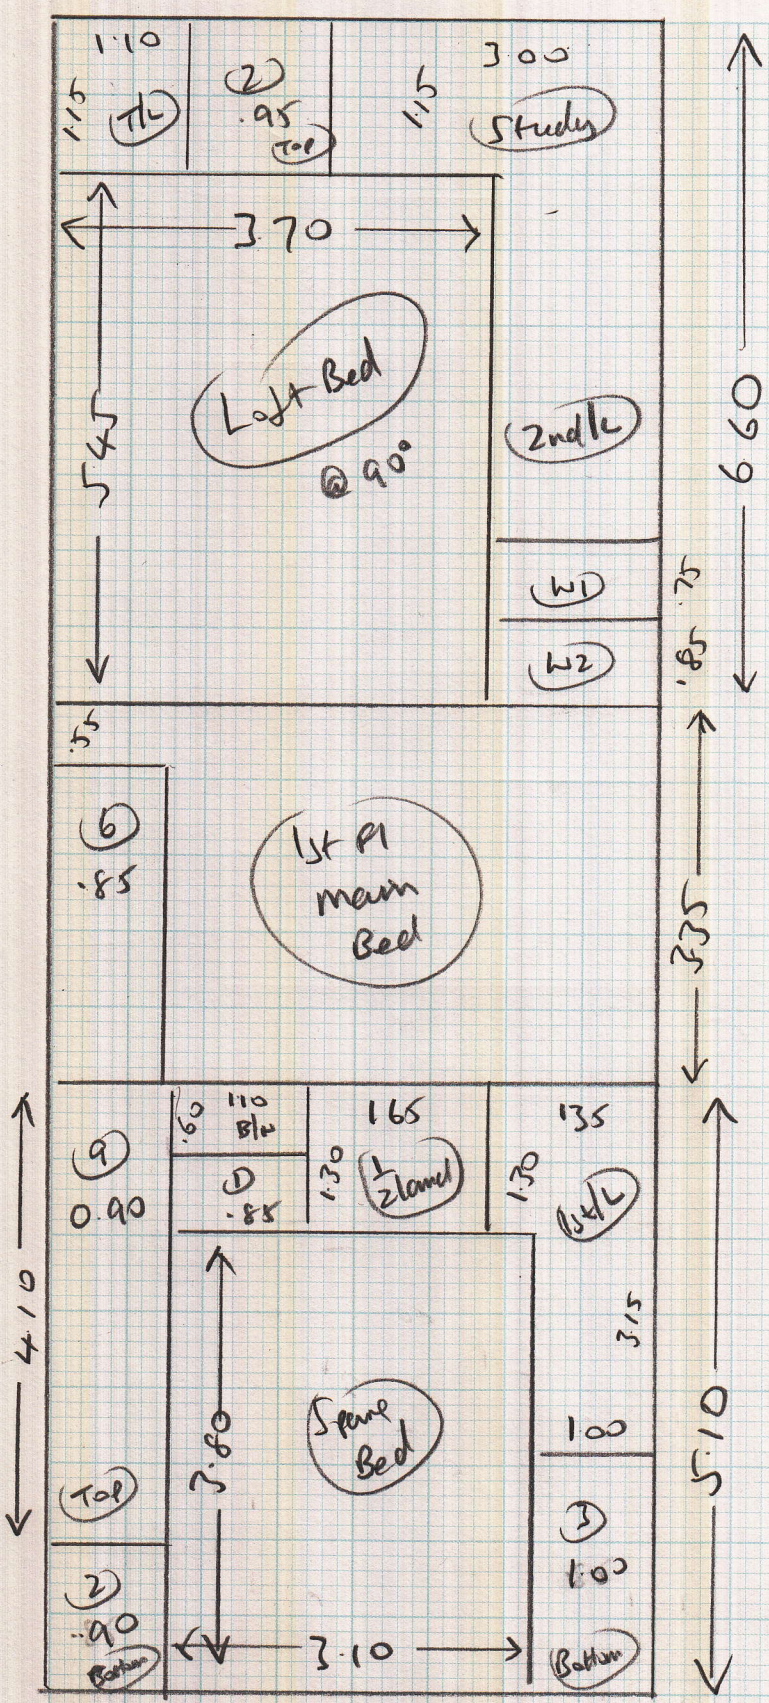 1.10
1.15
T/L
2
.95
Top
1.15
3.00
Study
3.70
5.45
Loft Bed
@ 90°
2nd/L
W1
.75
W2
.85
6.60
.55
6
.85
1st Fl
main
Bed
3.35
4.10
9
0.90
Top
.60
1.10
B/N
1
.85
1.65
1.30
1/2 land
1.35
1.30
1st/L
3.15
3.80
Spare
Bed
1.00
3
1.00
Bottom
5.10
2
.90
Bottom
3.10